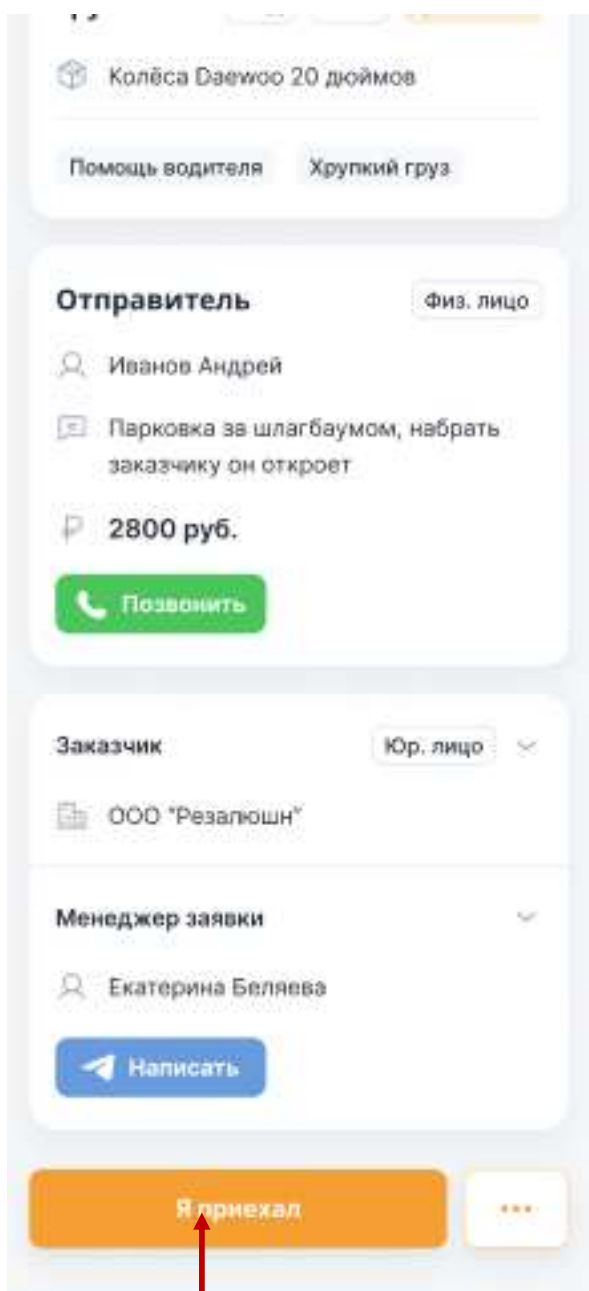 Колёса Daewoo 20 дюймов
Помощь водителя Хрупкий груз
Отправитель Физ. лицо
Иванов Андрей
Парковка за шлагбаумом, набрать
заказчику он откроет
2800 руб.
Позвонить
Заказчик Юр. лицо
ООО "Резалюшн"
Менеджер заявки
Екатерина Беляева
Написать
Я приехал